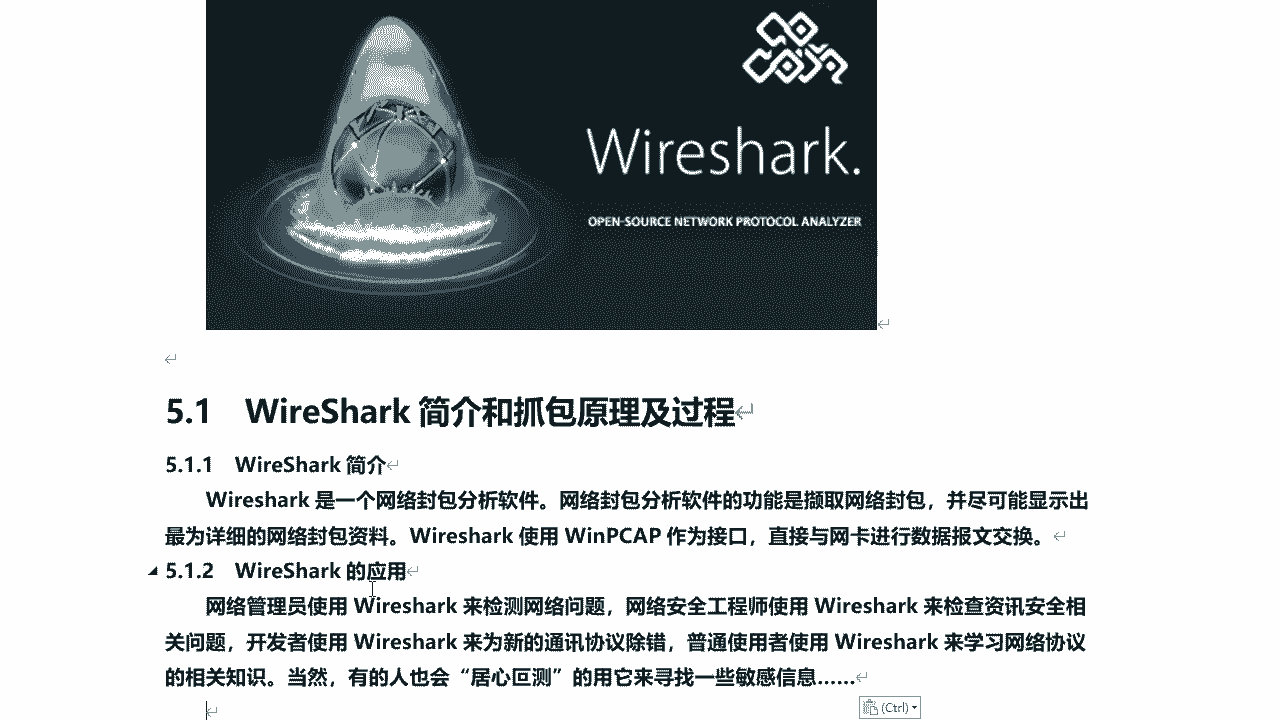 Wireshark.
OPEN-SOURCE NETWORK PROTOCOL ANALYZER
5.1 WireShark 简介和抓包原理及过程
5.1.1 WireShark 简介
Wireshark 是一个网络封包分析软件。网络封包分析软件的功能是撷取网络封包，并尽可能显示出
最为详细的网络封包资料。Wireshark 使用 WinPCAP 作为接口，直接与网卡进行数据报文交换。
5.1.2 WireShark 的应用
网络管理员使用 Wireshark 来检测网络问题，网络安全工程师使用 Wireshark 来检查资讯安全相
关问题，开发者使用 Wireshark 来为新的通讯协议除错，普通使用者使用 Wireshark 来学习网络协议
的相关知识。当然，有的人也会“居心叵测”的用它来寻找一些敏感信息……
(Ctrl)